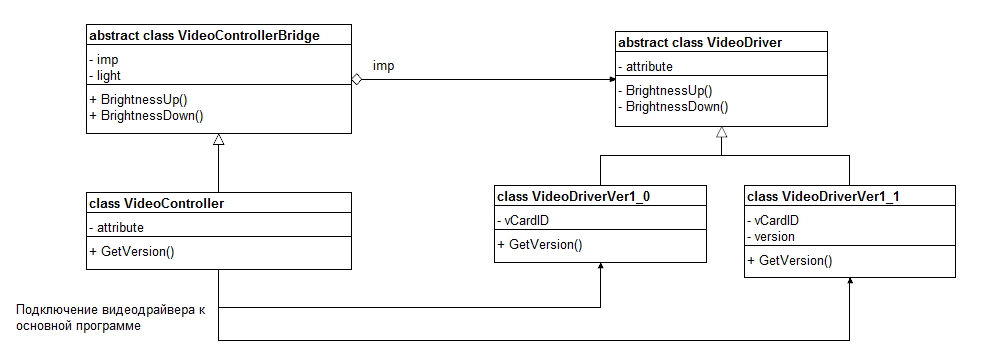 abstract class VideoControllerBridge
- imp
- light
+ BrightnessUp()
+ BrightnessDown()
imp
abstract class VideoDriver
- attribute
- BrightnessUp()
- BrightnessDown()
class VideoController
- attribute
+ GetVersion()
class VideoDriverVer1_0
- vCardID
+ GetVersion()
class VideoDriverVer1_1
- vCardID
- version
+ GetVersion()
Подключение видеодрайвера к
основной программе